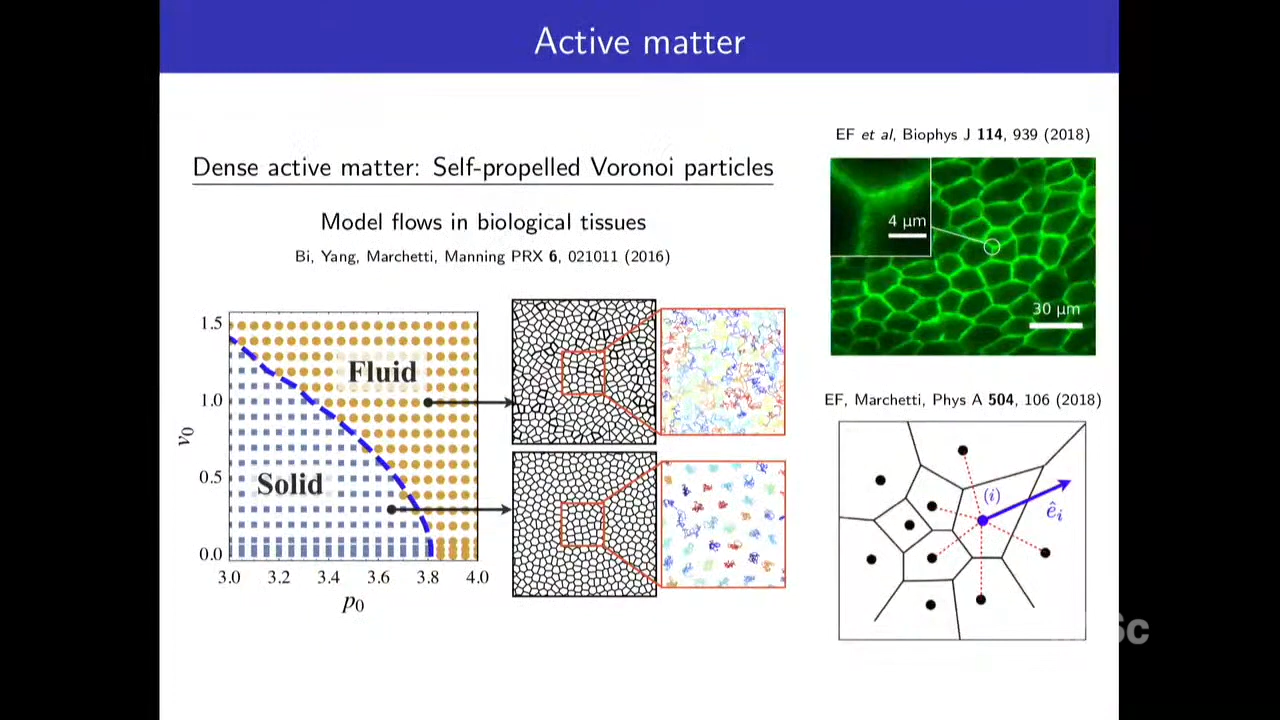 Active matter
Dense active matter: Self-propelled Voronoi particles
Model flows in biological tissues
Bi, Yang, Marchetti, Manning PRX 6, 021011 (2016)
1.5
1.0
0.5
0.0
v0
Fluid
Solid
3.0 3.2 3.4 3.6 3.8 4.0
p0
EF et al, Biophys J 114, 939 (2018)
4 μm
30 μm
EF, Marchetti, Phys A 504, 106 (2018)
(i)
êi